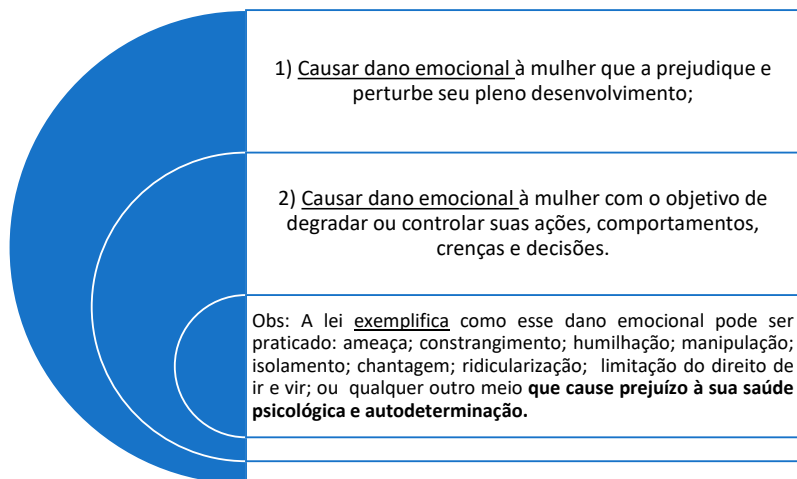 1) Causar dano emocional à mulher que a prejudique e
perturbe seu pleno desenvolvimento;
2) Causar dano emocional à mulher com o objetivo de
degradar ou controlar suas ações, comportamentos,
crenças e decisões.
Obs: A lei exemplifica como esse dano emocional pode ser
praticado: ameaça; constrangimento; humilhação; manipulação;
isolamento; chantagem; ridicularização; limitação do direito de
ir e vir; ou qualquer outro meio que cause prejuízo à sua saúde
psicológica e autodeterminação.